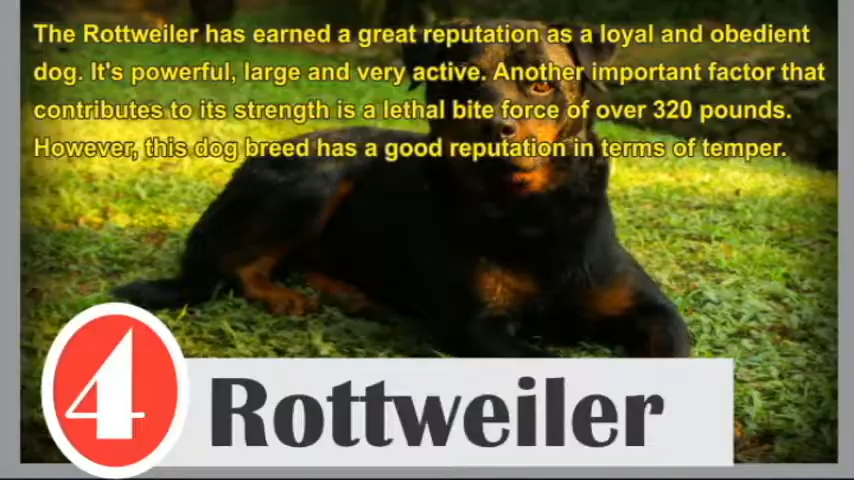 The Rottweiler has earned a great reputation as a loyal and obedient
dog. It's powerful, large and very active. Another important factor that
contributes to its strength is a lethal bite force of over 320 pounds.
However, this dog breed has a good reputation in terms of temper.
4
Rottweiler